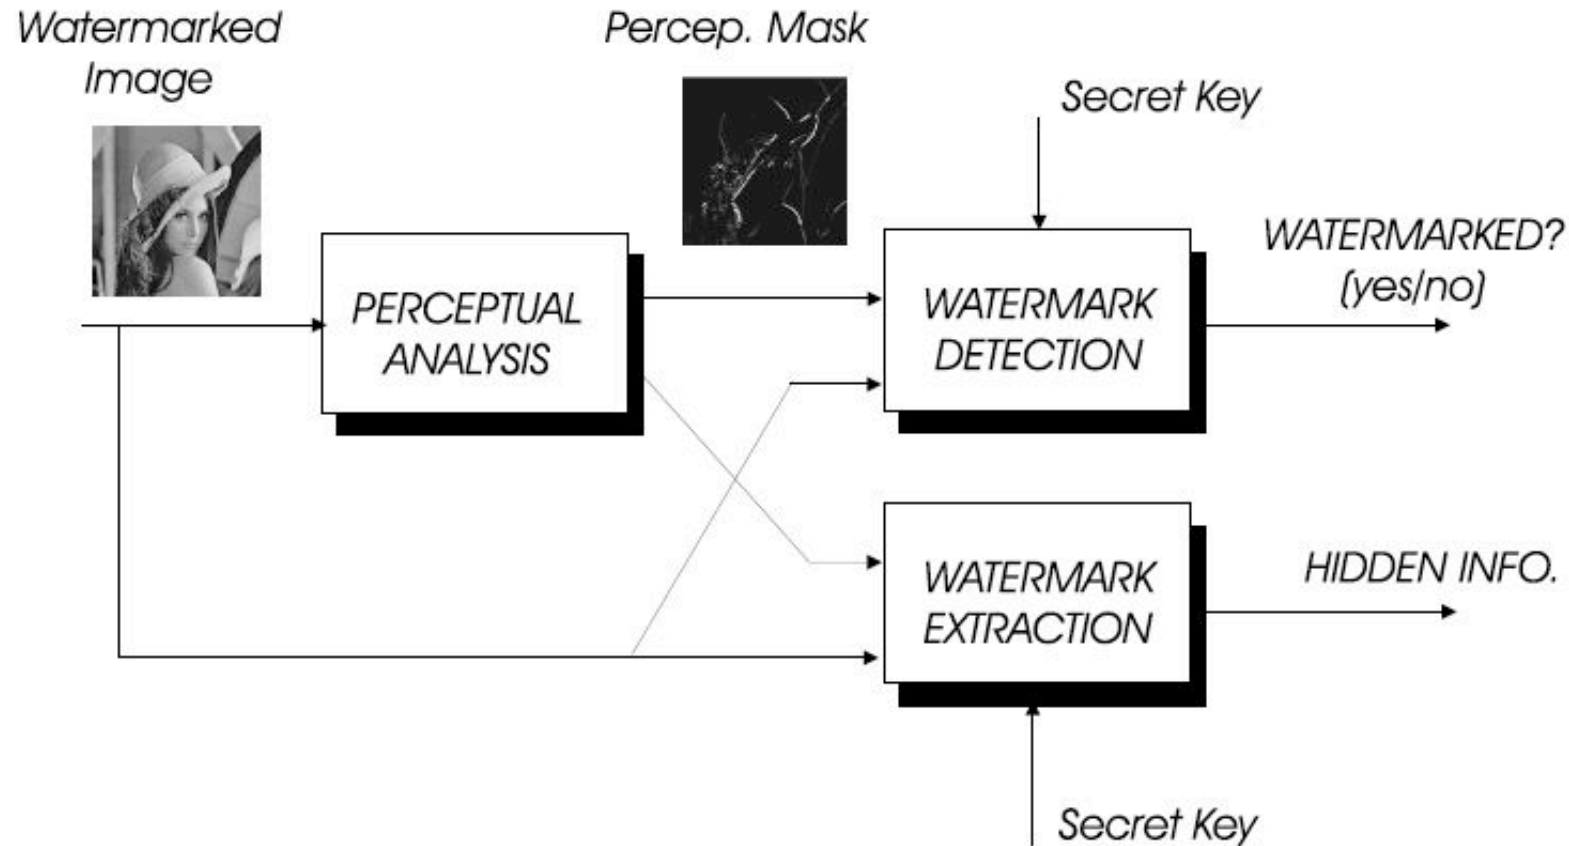 Watermarked
Image
Percep. Mask
Secret Key
PERCEPTUAL
ANALYSIS
WATERMARK
DETECTION
WATERMARKED?
(yes/no)
WATERMARK
EXTRACTION
HIDDEN INFO.
Secret Key